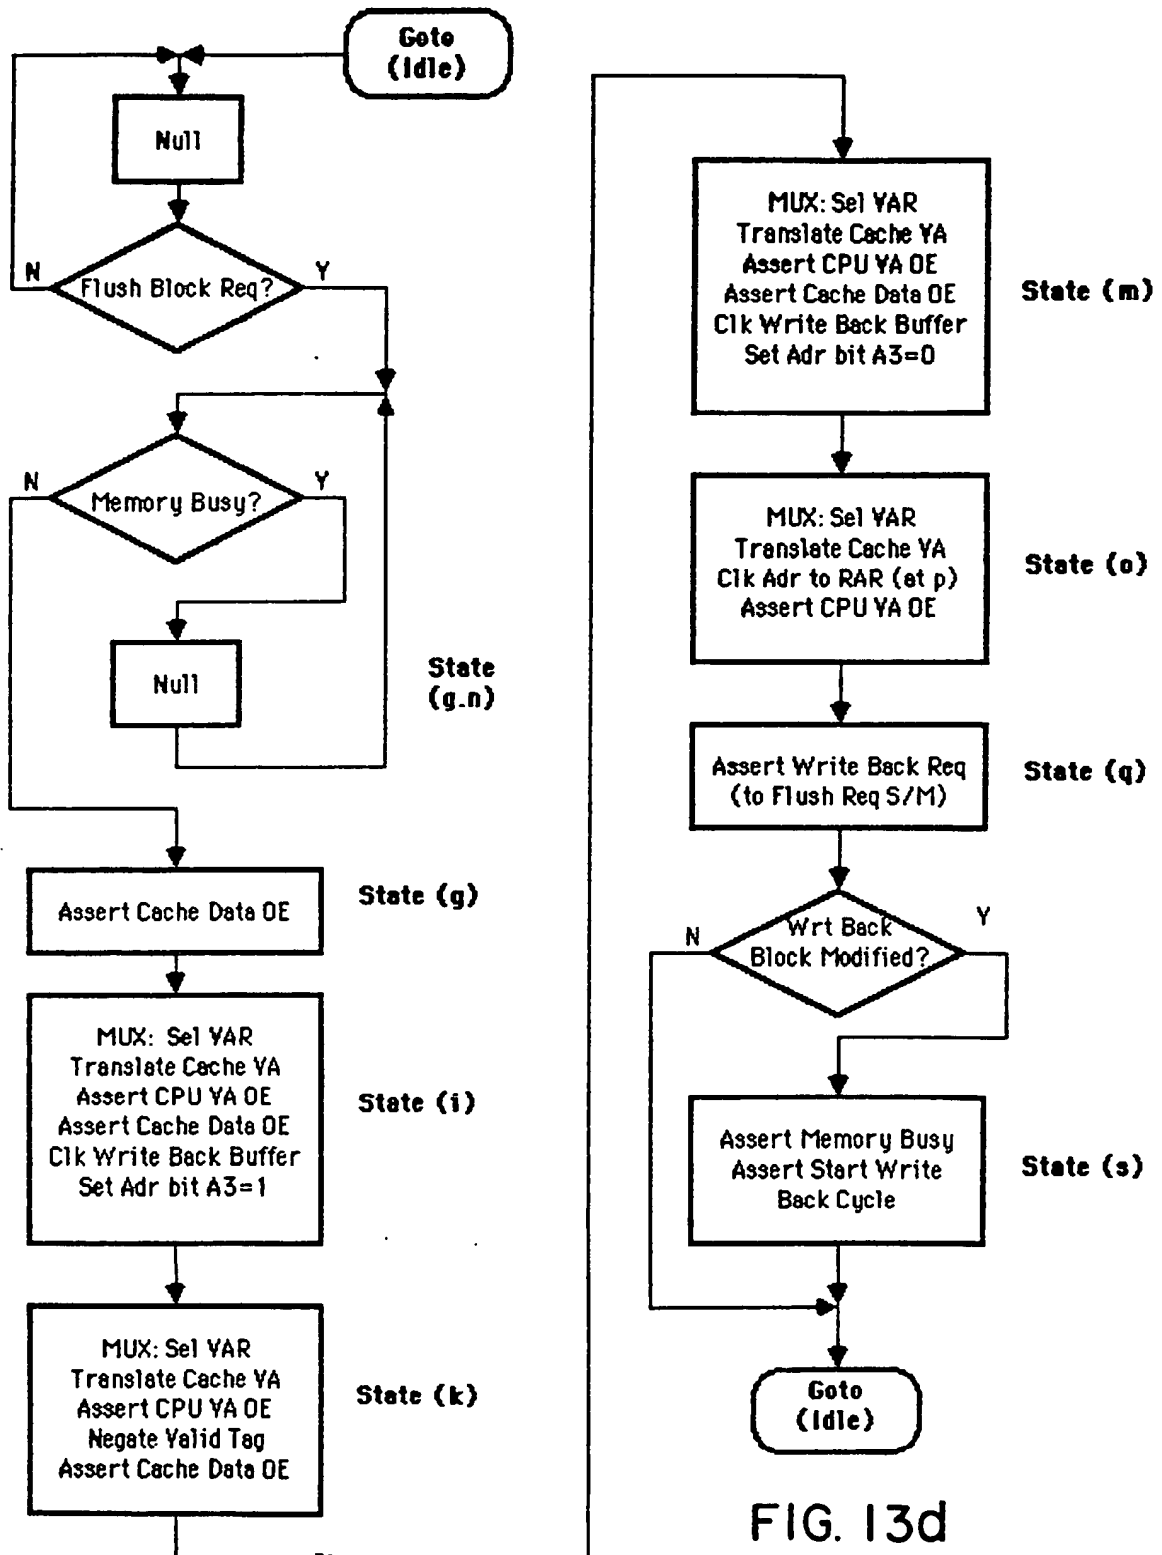 Goto
(Idle)
Null
Flush Block Req?
N
Y
Memory Busy?
N
Y
Null
State
(g.n)
Assert Cache Data OE
State (g)
MUX: Sel VAR
Translate Cache VA
Assert CPU VA OE
Assert Cache Data OE
Clk Write Back Buffer
Set Adr bit A3=1
State (i)
MUX: Sel VAR
Translate Cache VA
Assert CPU VA OE
Negate Valid Tag
Assert Cache Data OE
State (k)
MUX: Sel VAR
Translate Cache VA
Assert CPU VA OE
Assert Cache Data OE
Clk Write Back Buffer
Set Adr bit A3=0
State (m)
MUX: Sel VAR
Translate Cache VA
Clk Adr to RAR (at p)
Assert CPU VA OE
State (o)
Assert Write Back Req
(to Flush Req S/M)
State (q)
Wrt Back
Block Modified?
N
Y
Assert Memory Busy
Assert Start Write
Back Cycle
State (s)
Goto
(Idle)
FIG. 13d